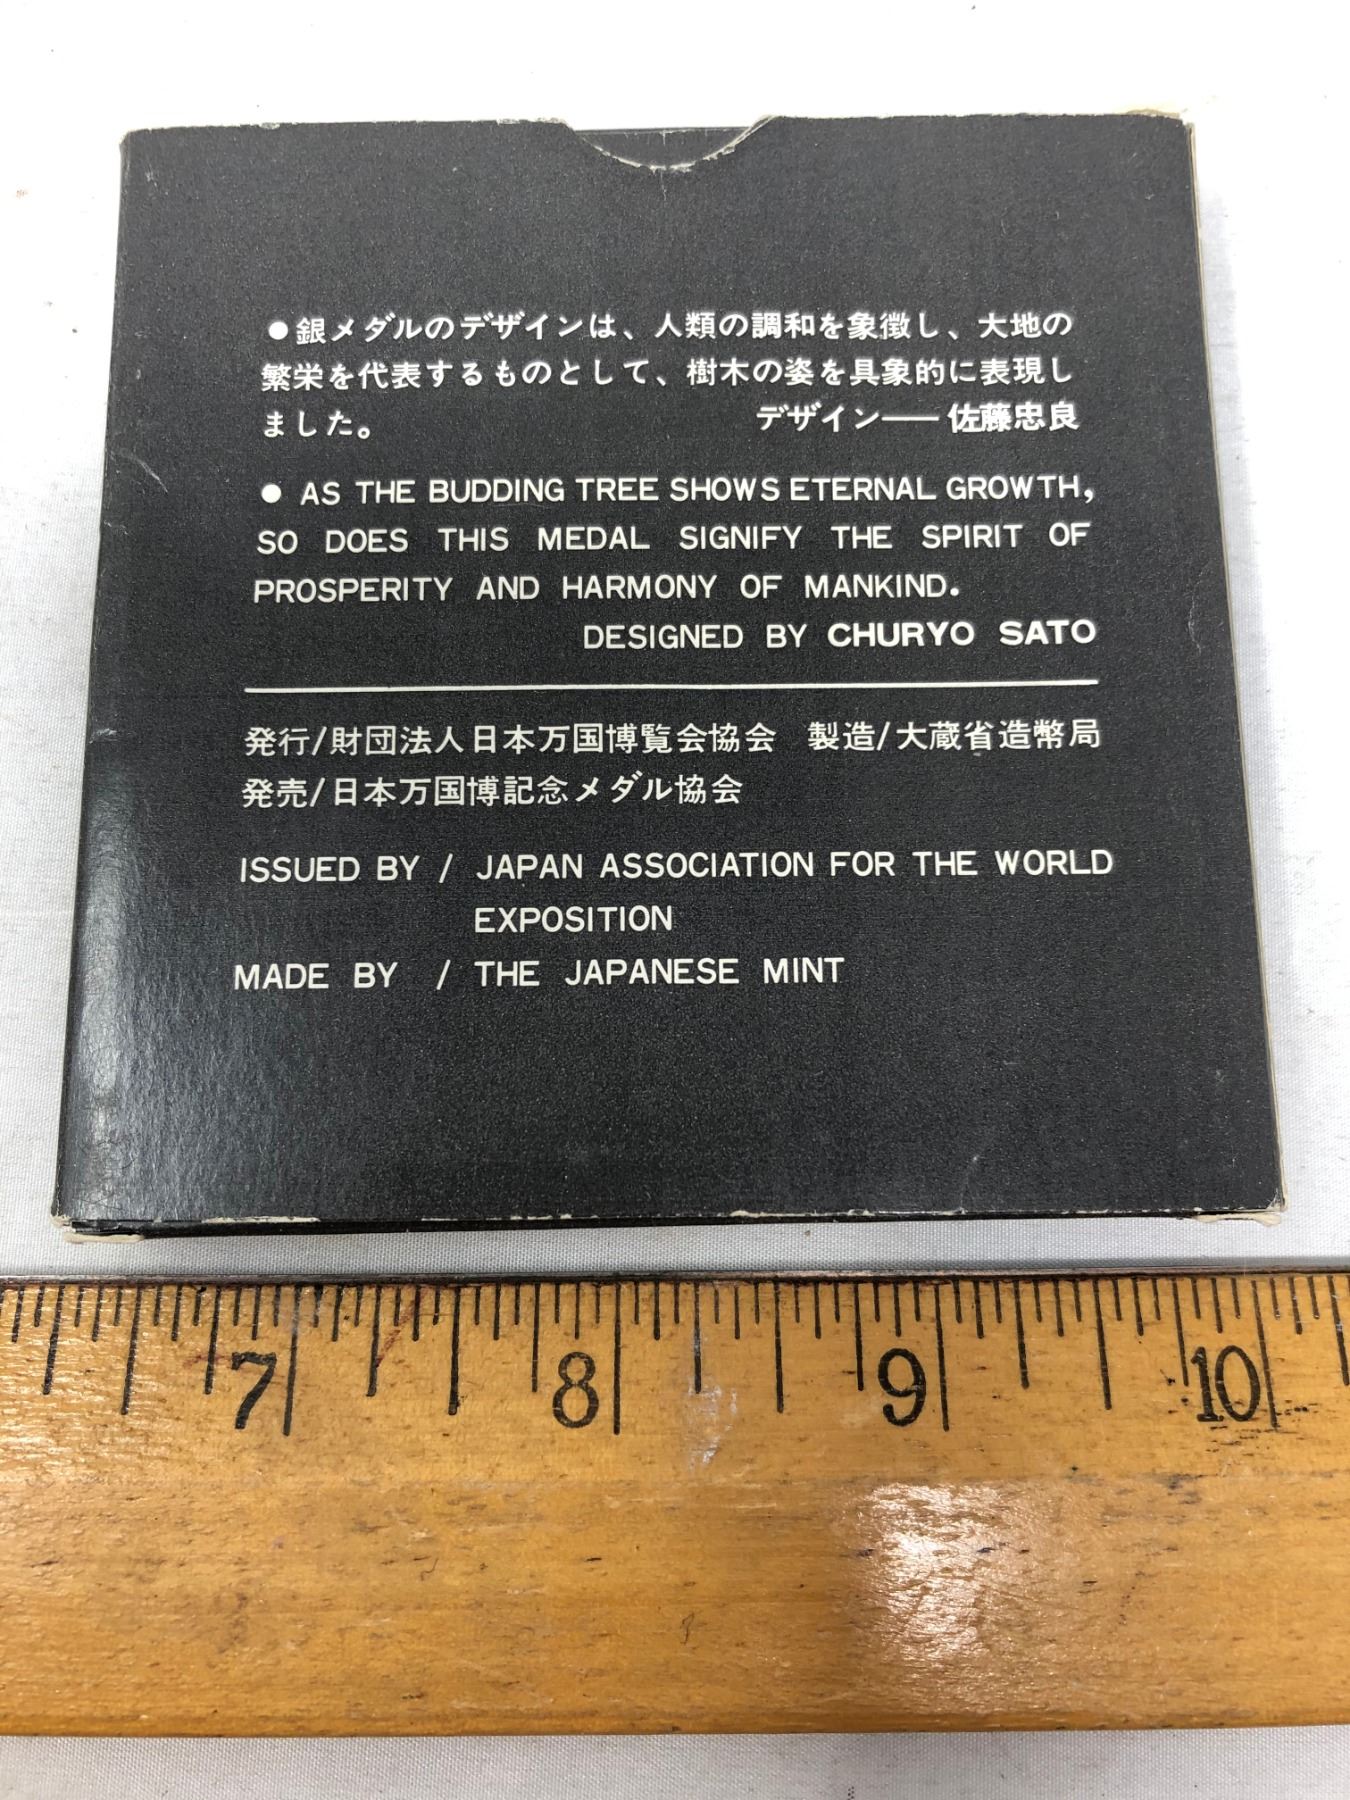 ●銀メダルのデザインは、人類の調和を象徴し、大地の
繁栄を代表するものとして、樹木の姿を具象的に表現し
ました。 デザイン——佐藤忠良
● AS THE BUDDING TREE SHOWS ETERNAL GROWTH,
SO DOES THIS MEDAL SIGNIFY THE SPIRIT OF
PROSPERITY AND HARMONY OF MANKIND.
DESIGNED BY CHURYO SATO
発行/財団法人日本万国博覧会協会 製造/大蔵省造幣局
発売/日本万国博記念メダル協会
ISSUED BY / JAPAN ASSOCIATION FOR THE WORLD
EXPOSITION
MADE BY / THE JAPANESE MINT
7 8 9 10